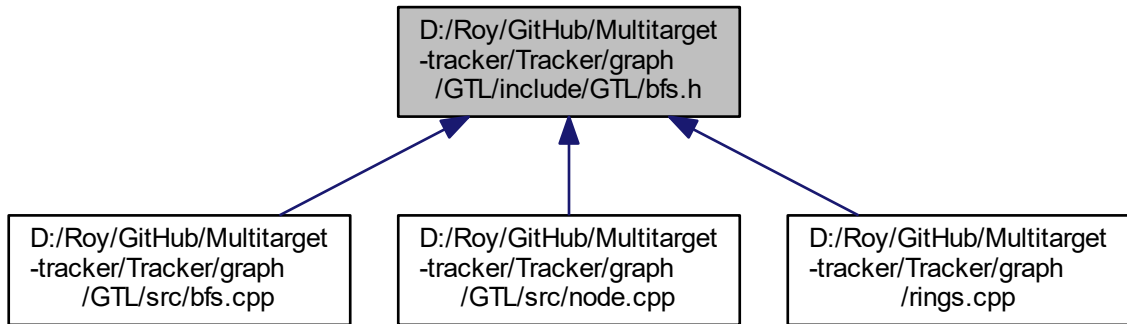 D:/Roy/GitHub/Multitarget
-tracker/Tracker/graph
/GTL/include/GTL/bfs.h
D:/Roy/GitHub/Multitarget
-tracker/Tracker/graph
/GTL/src/bfs.cpp
D:/Roy/GitHub/Multitarget
-tracker/Tracker/graph
/GTL/src/node.cpp
D:/Roy/GitHub/Multitarget
-tracker/Tracker/graph
/rings.cpp